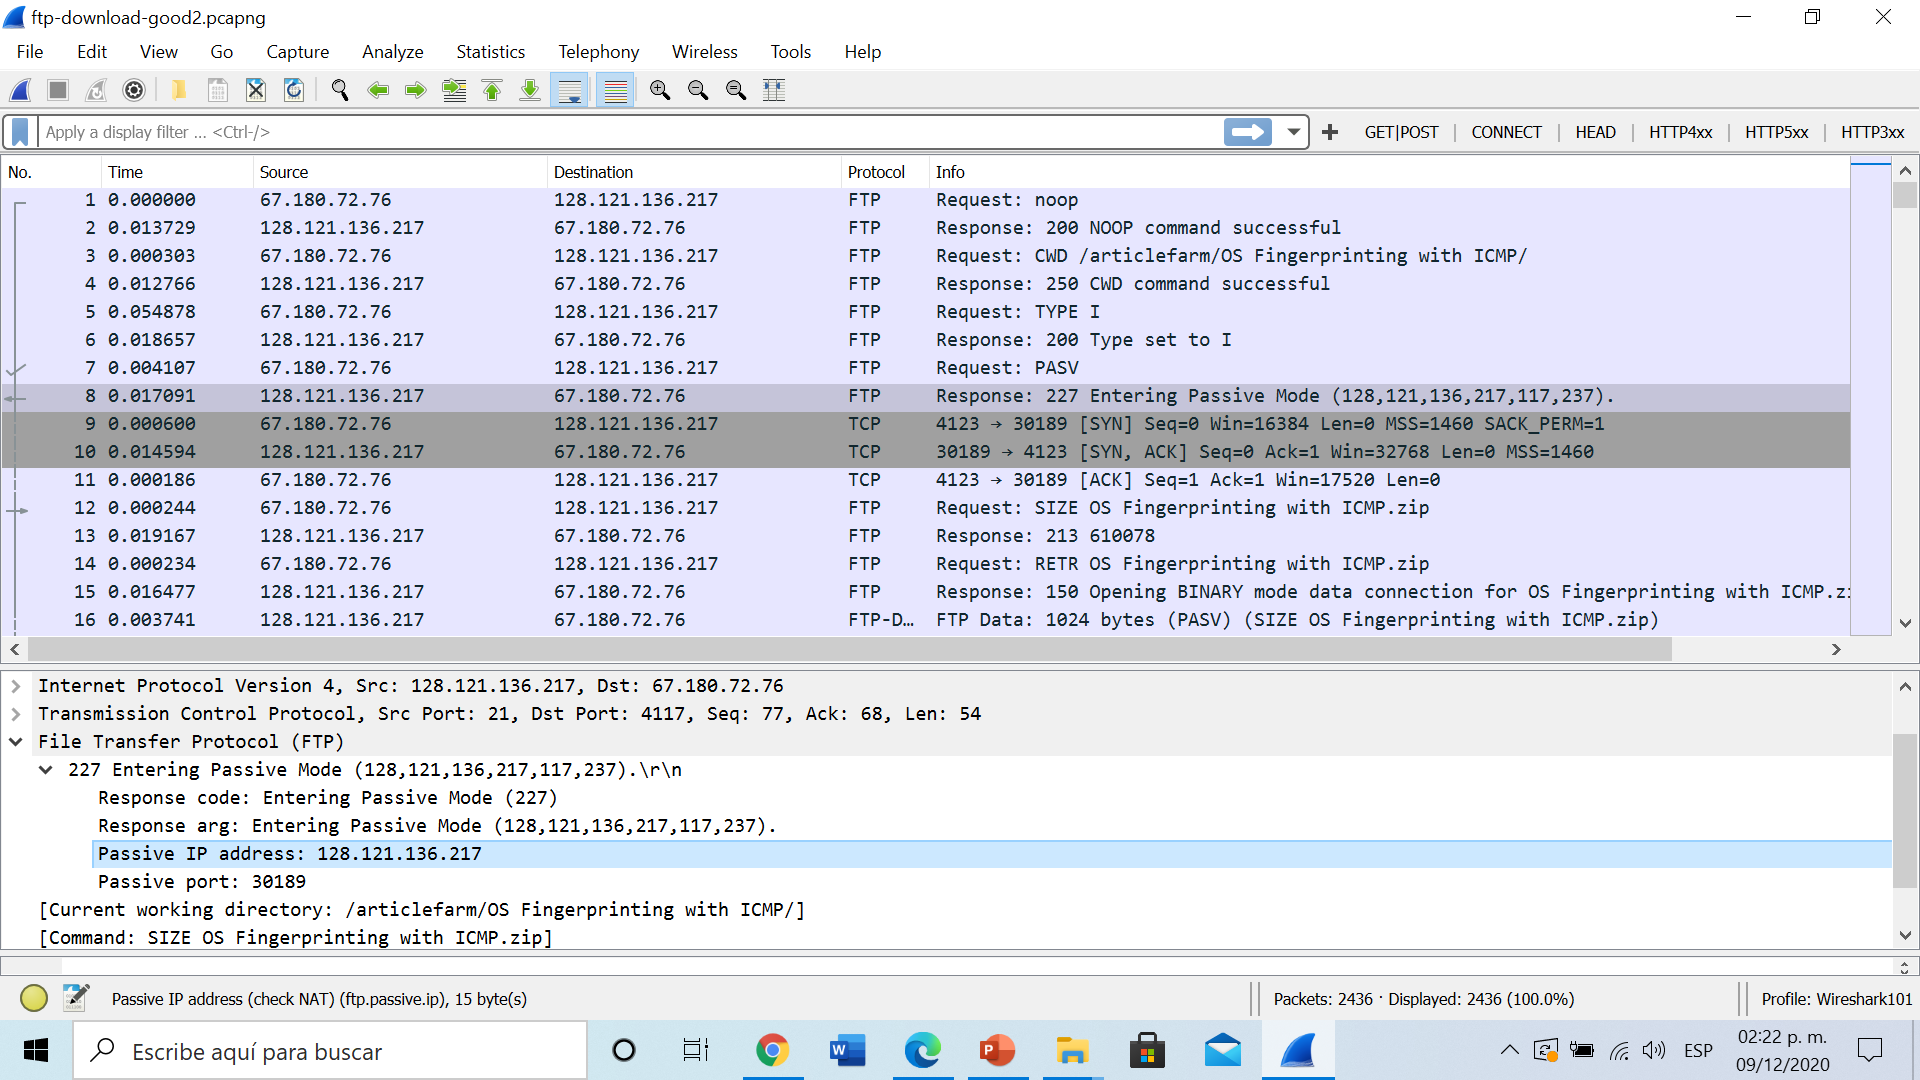 ftp-download-good2.pcapng
File Edit View Go Capture Analyze Statistics Telephony Wireless Tools Help
Apply a display filter ... <Ctrl-/> GET|POST CONNECT HEAD HTTP4xx HTTP5xx HTTP3xx
No. Time Source Destination Protocol Info
1 0.000000 67.180.72.76 128.121.136.217 FTP Request: noop
2 0.013729 128.121.136.217 67.180.72.76 FTP Response: 200 NOOP command successful
3 0.000303 67.180.72.76 128.121.136.217 FTP Request: CWD /articlefarm/OS Fingerprinting with ICMP/
4 0.012766 128.121.136.217 67.180.72.76 FTP Response: 250 CWD command successful
5 0.054878 67.180.72.76 128.121.136.217 FTP Request: TYPE I
6 0.018657 128.121.136.217 67.180.72.76 FTP Response: 200 Type set to I
7 0.004107 67.180.72.76 128.121.136.217 FTP Request: PASV
8 0.017091 128.121.136.217 67.180.72.76 FTP Response: 227 Entering Passive Mode (128,121,136,217,117,237).
9 0.000600 67.180.72.76 128.121.136.217 TCP 4123 → 30189 [SYN] Seq=0 Win=16384 Len=0 MSS=1460 SACK_PERM=1
10 0.014594 128.121.136.217 67.180.72.76 TCP 30189 → 4123 [SYN, ACK] Seq=0 Ack=1 Win=32768 Len=0 MSS=1460
11 0.000186 67.180.72.76 128.121.136.217 TCP 4123 → 30189 [ACK] Seq=1 Ack=1 Win=17520 Len=0
12 0.000244 67.180.72.76 128.121.136.217 FTP Request: SIZE OS Fingerprinting with ICMP.zip
13 0.019167 128.121.136.217 67.180.72.76 FTP Response: 213 610078
14 0.000234 67.180.72.76 128.121.136.217 FTP Request: RETR OS Fingerprinting with ICMP.zip
15 0.016477 128.121.136.217 67.180.72.76 FTP Response: 150 Opening BINARY mode data connection for OS Fingerprinting with ICMP.zi
16 0.003741 128.121.136.217 67.180.72.76 FTP-D… FTP Data: 1024 bytes (PASV) (SIZE OS Fingerprinting with ICMP.zip)
Internet Protocol Version 4, Src: 128.121.136.217, Dst: 67.180.72.76
Transmission Control Protocol, Src Port: 21, Dst Port: 4117, Seq: 77, Ack: 68, Len: 54
File Transfer Protocol (FTP)
227 Entering Passive Mode (128,121,136,217,117,237).\r\n
Response code: Entering Passive Mode (227)
Response arg: Entering Passive Mode (128,121,136,217,117,237).
Passive IP address: 128.121.136.217
Passive port: 30189
[Current working directory: /articlefarm/OS Fingerprinting with ICMP/]
[Command: SIZE OS Fingerprinting with ICMP.zip]
Passive IP address (check NAT) (ftp.passive.ip), 15 byte(s) Packets: 2436 · Displayed: 2436 (100.0%) Profile: Wireshark101
Escribe aquí para buscar ESP 02:22 p. m.
09/12/2020